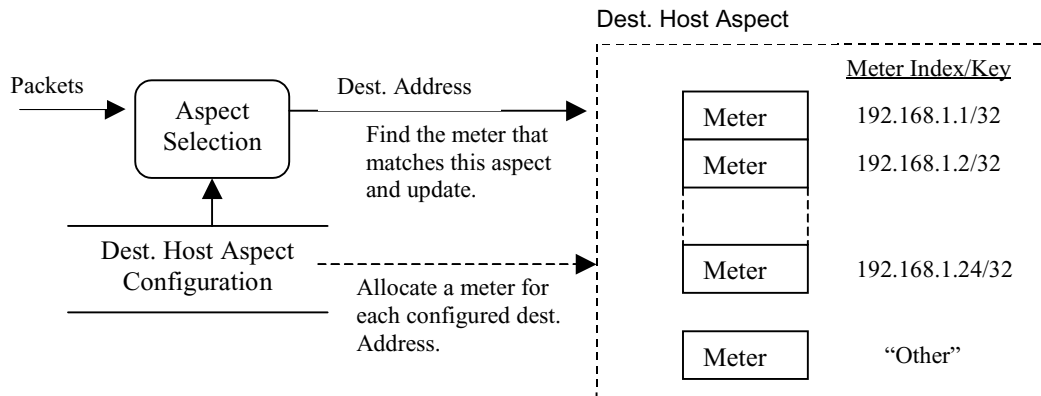 Dest. Host Aspect
Meter Index/Key
Packets
Aspect
Selection
Dest. Address
Find the meter that
matches this aspect
and update.
Meter
192.168.1.1/32
Meter
192.168.1.2/32
Dest. Host Aspect
Configuration
Allocate a meter for
each configured dest.
Address.
Meter
192.168.1.24/32
Meter
“Other”